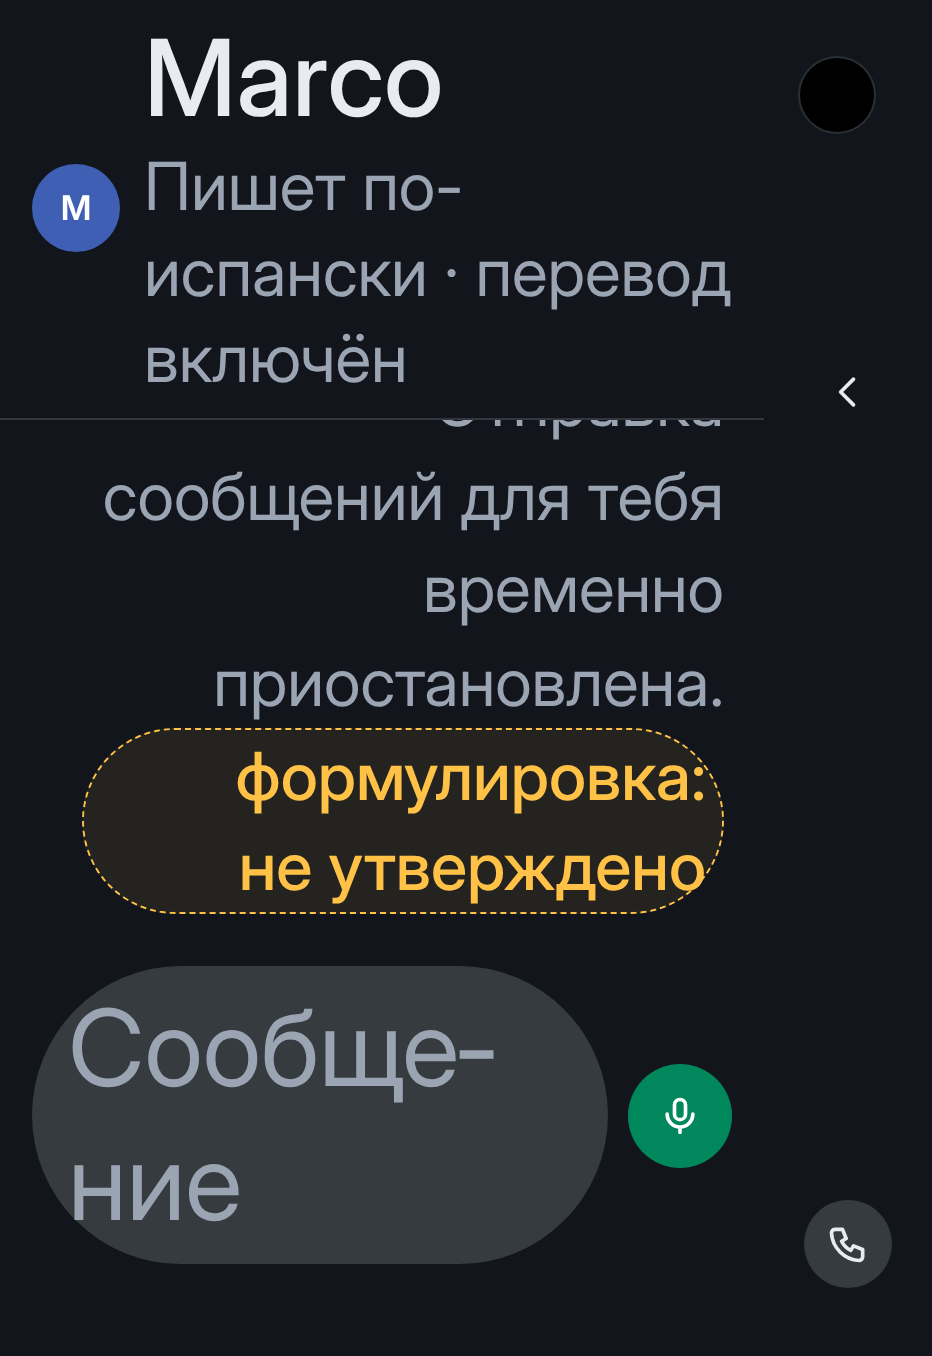 Marco
M
Пишет по-
испански · перевод
включён
сообщений для тебя
временно
приостановлена.
формулировка:
не утверждено
Сообще-
ние